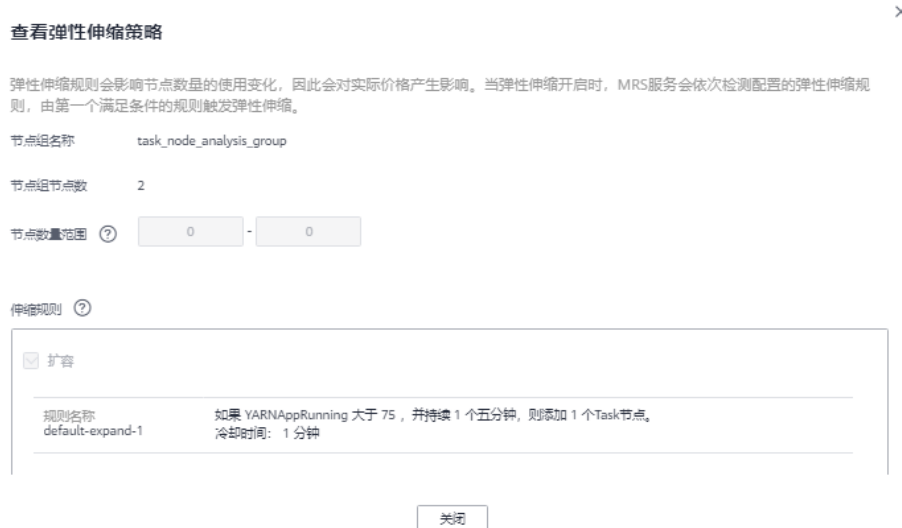 查看弹性伸缩策略
弹性伸缩规则会影响节点数量的使用变化，因此会对实际价格产生影响。当弹性伸缩开启时，MRS服务会依次检测配置的弹性伸缩规
则，由第一个满足条件的规则触发弹性伸缩。
节点组名称 task_node_analysis_group
节点组节点数 2
节点数量范围 ? 0 - 0
伸缩规则 ?
扩容
规则名称 如果 YARNAppRunning 大于 75 ，并持续 1 个五分钟，则添加 1 个Task节点。
default-expand-1 冷却时间： 1 分钟
关闭